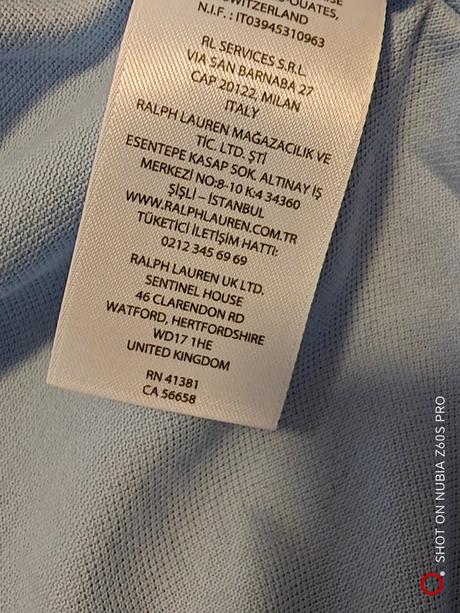 SWITZERLAND
N.I.F. : IT03945310963
RL SERVICES S.R.L.
VIA SAN BARNABA 27
CAP 20122, MILAN
ITALY
RALPH LAUREN MAĞAZACILIK VE
TİC. LTD. ŞTİ
ESENTEPE KASAP SOK. ALTINAY İŞ
MERKEZİ NO:8-10 K:4 34360
ŞİŞLİ – İSTANBUL
WWW.RALPHLAUREN.COM.TR
TÜKETİCİ İLETİŞİM HATTI:
0212 345 69 69
RALPH LAUREN UK LTD.
SENTINEL HOUSE
46 CLARENDON RD
WATFORD, HERTFORDSHIRE
WD17 1HE
UNITED KINGDOM
RN 41381
CA 56658
SHOT ON NUBIA Z60S PRO